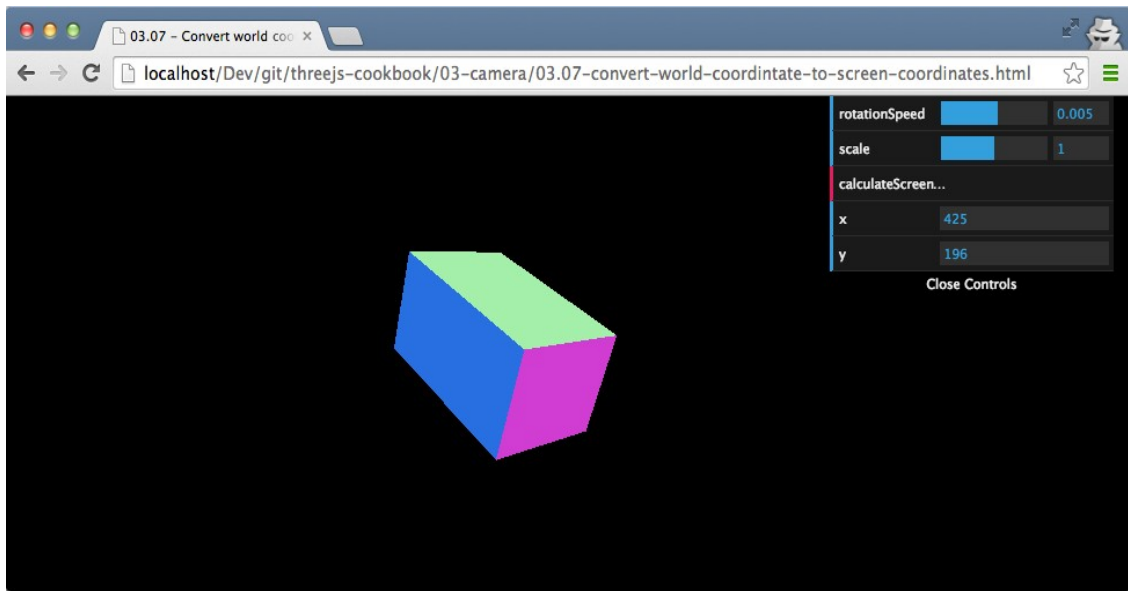 03.07 - Convert world coo
localhost/Dev/git/threejs-cookbook/03-camera/03.07-convert-world-coordintate-to-screen-coordinates.html
rotationSpeed 0.005
scale 1
calculateScreen...
x 425
y 196
Close Controls